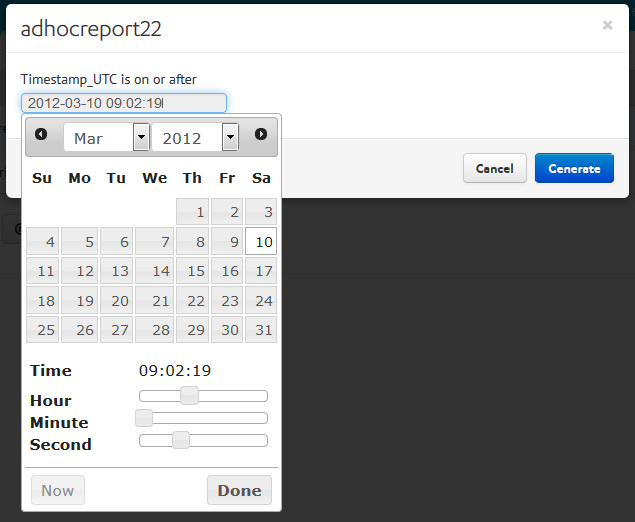 adhocreport22
×
Timestamp_UTC is on or after
2012-03-10 09:02:19
Mar 2012
Su Mo Tu We Th Fr Sa
1 2 3
4 5 6 7 8 9 10
11 12 13 14 15 16 17
18 19 20 21 22 23 24
25 26 27 28 29 30 31
Time 09:02:19
Hour
Minute
Second
Now Done
Cancel Generate